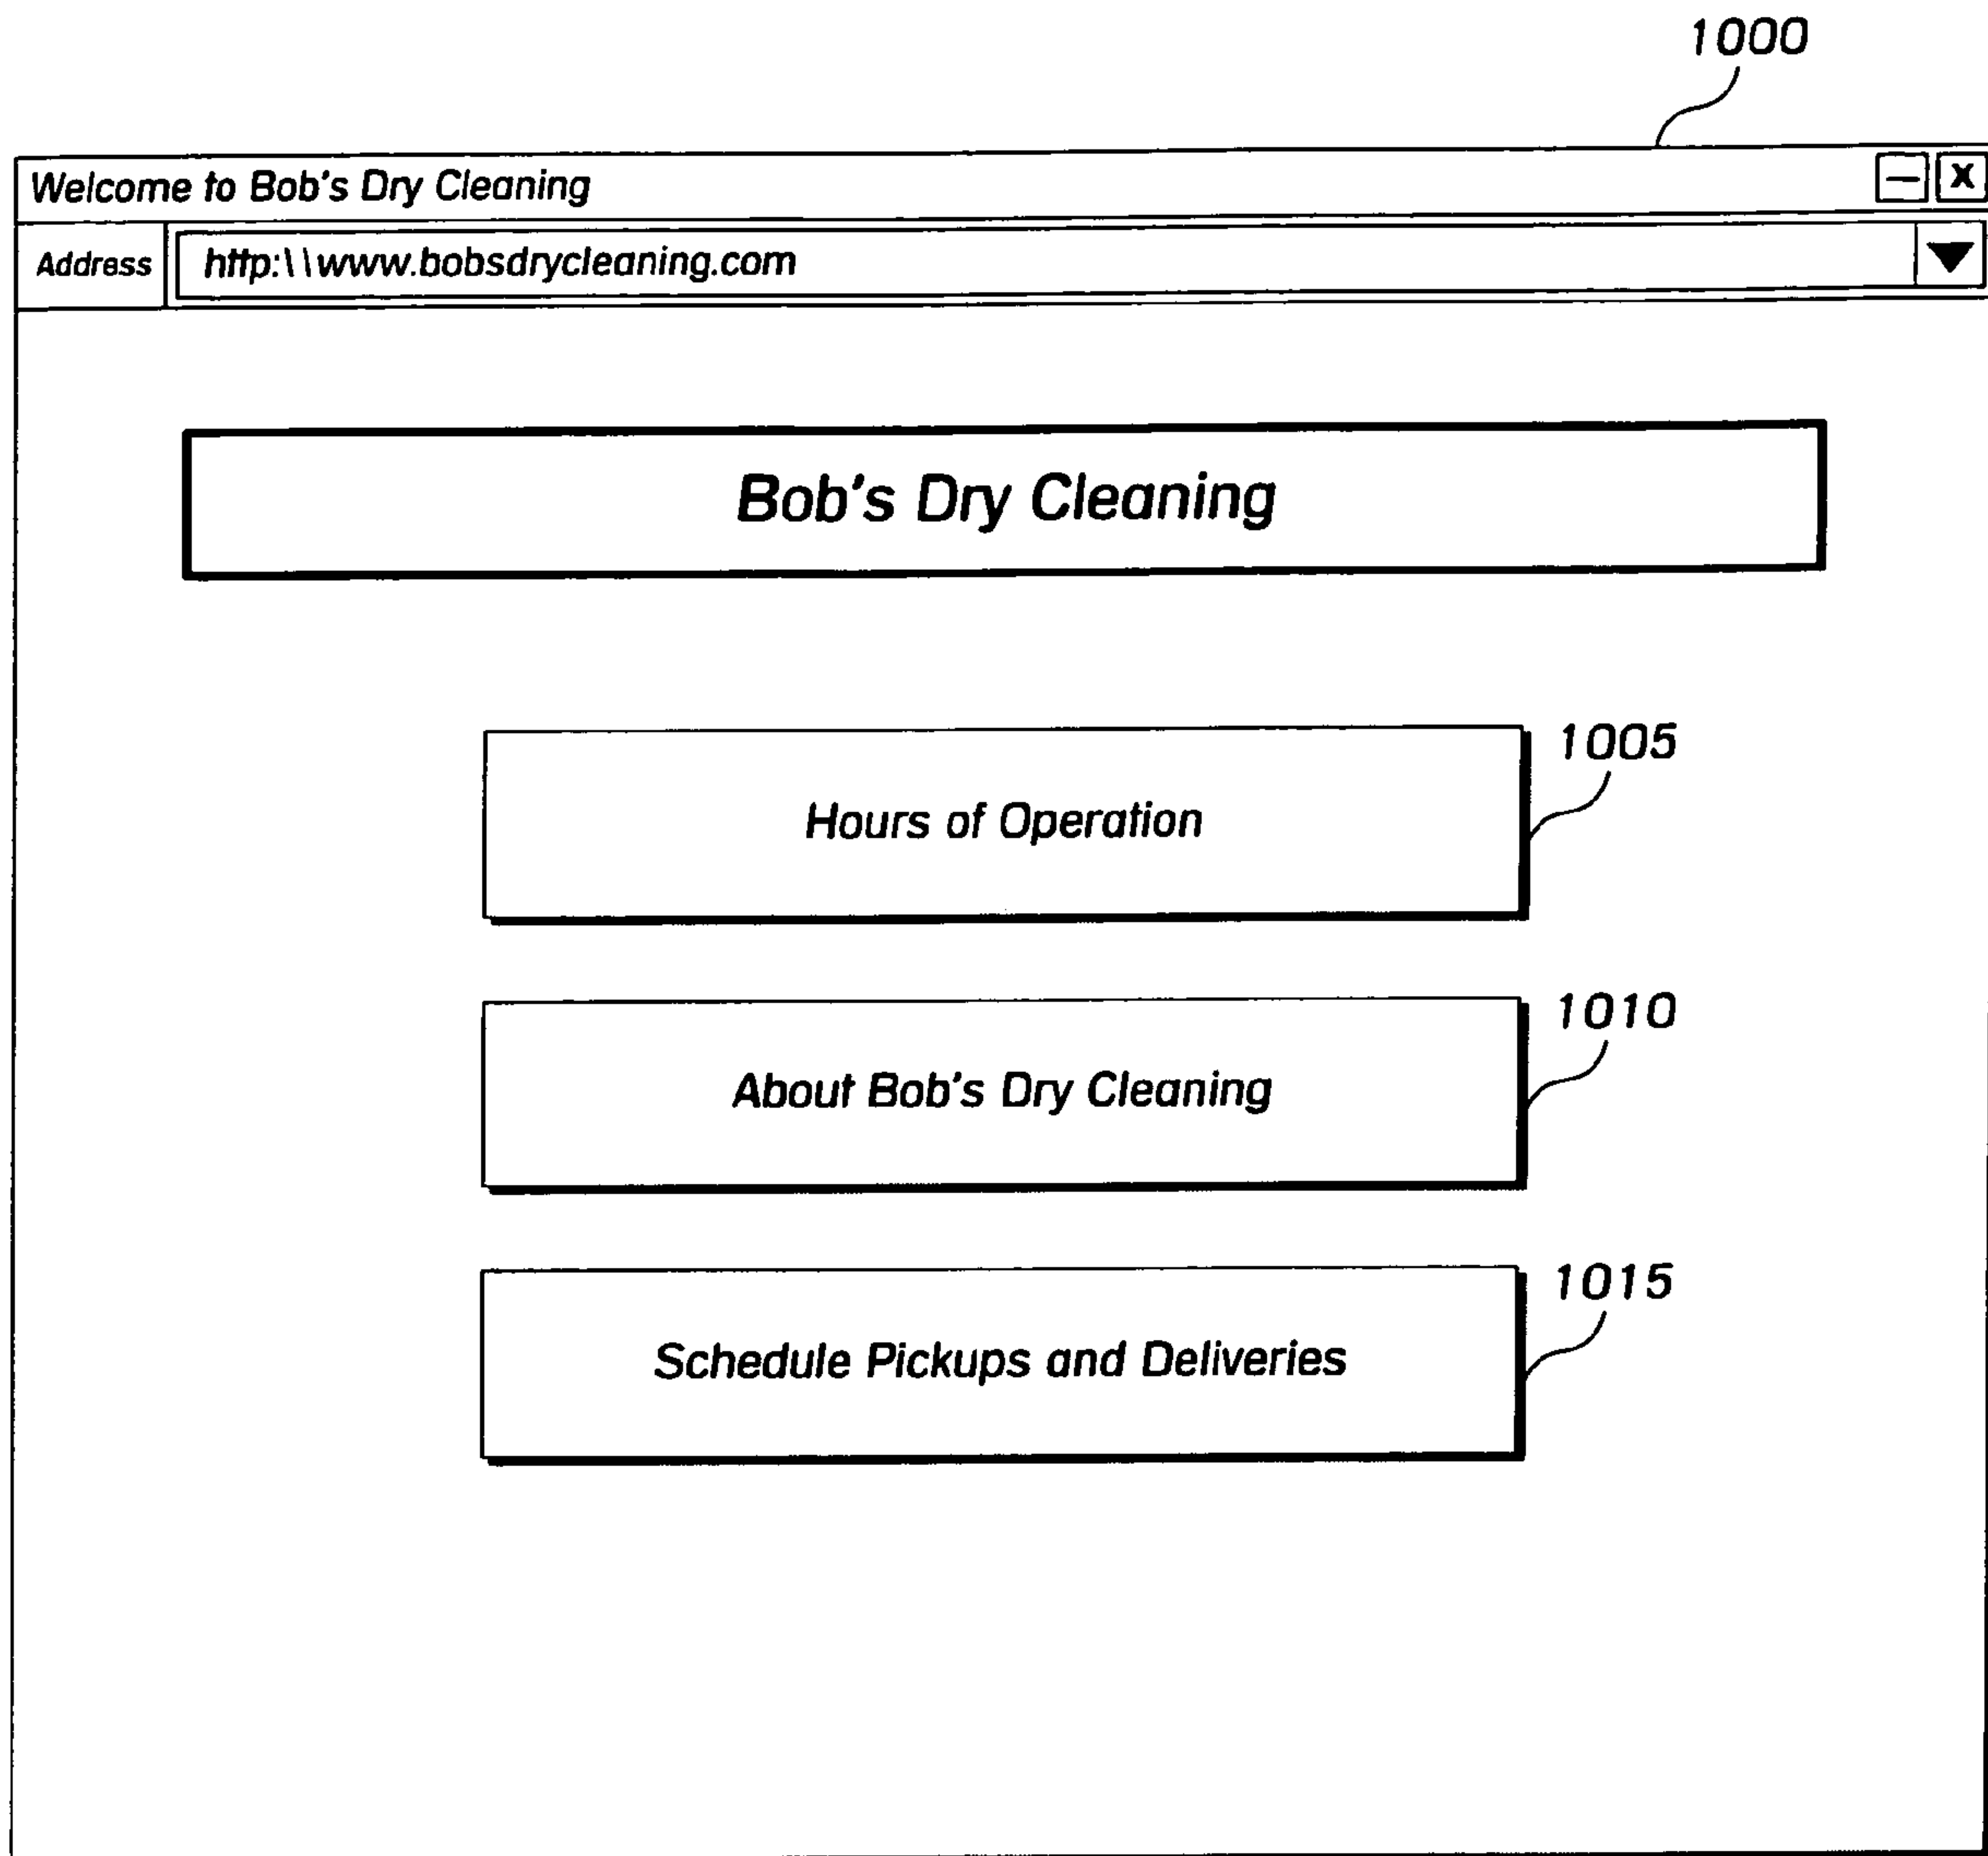 1000
Welcome to Bob's Dry Cleaning
– X
Address http:\\www.bobsdrycleaning.com
Bob's Dry Cleaning
1005
Hours of Operation
1010
About Bob's Dry Cleaning
1015
Schedule Pickups and Deliveries